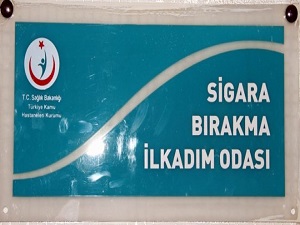 T.C. Sağlık Bakanlığı
Türkiye Kamu
Hastaneleri Kurumu
SİGARA
BIRAKMA
İLKADIM ODASI